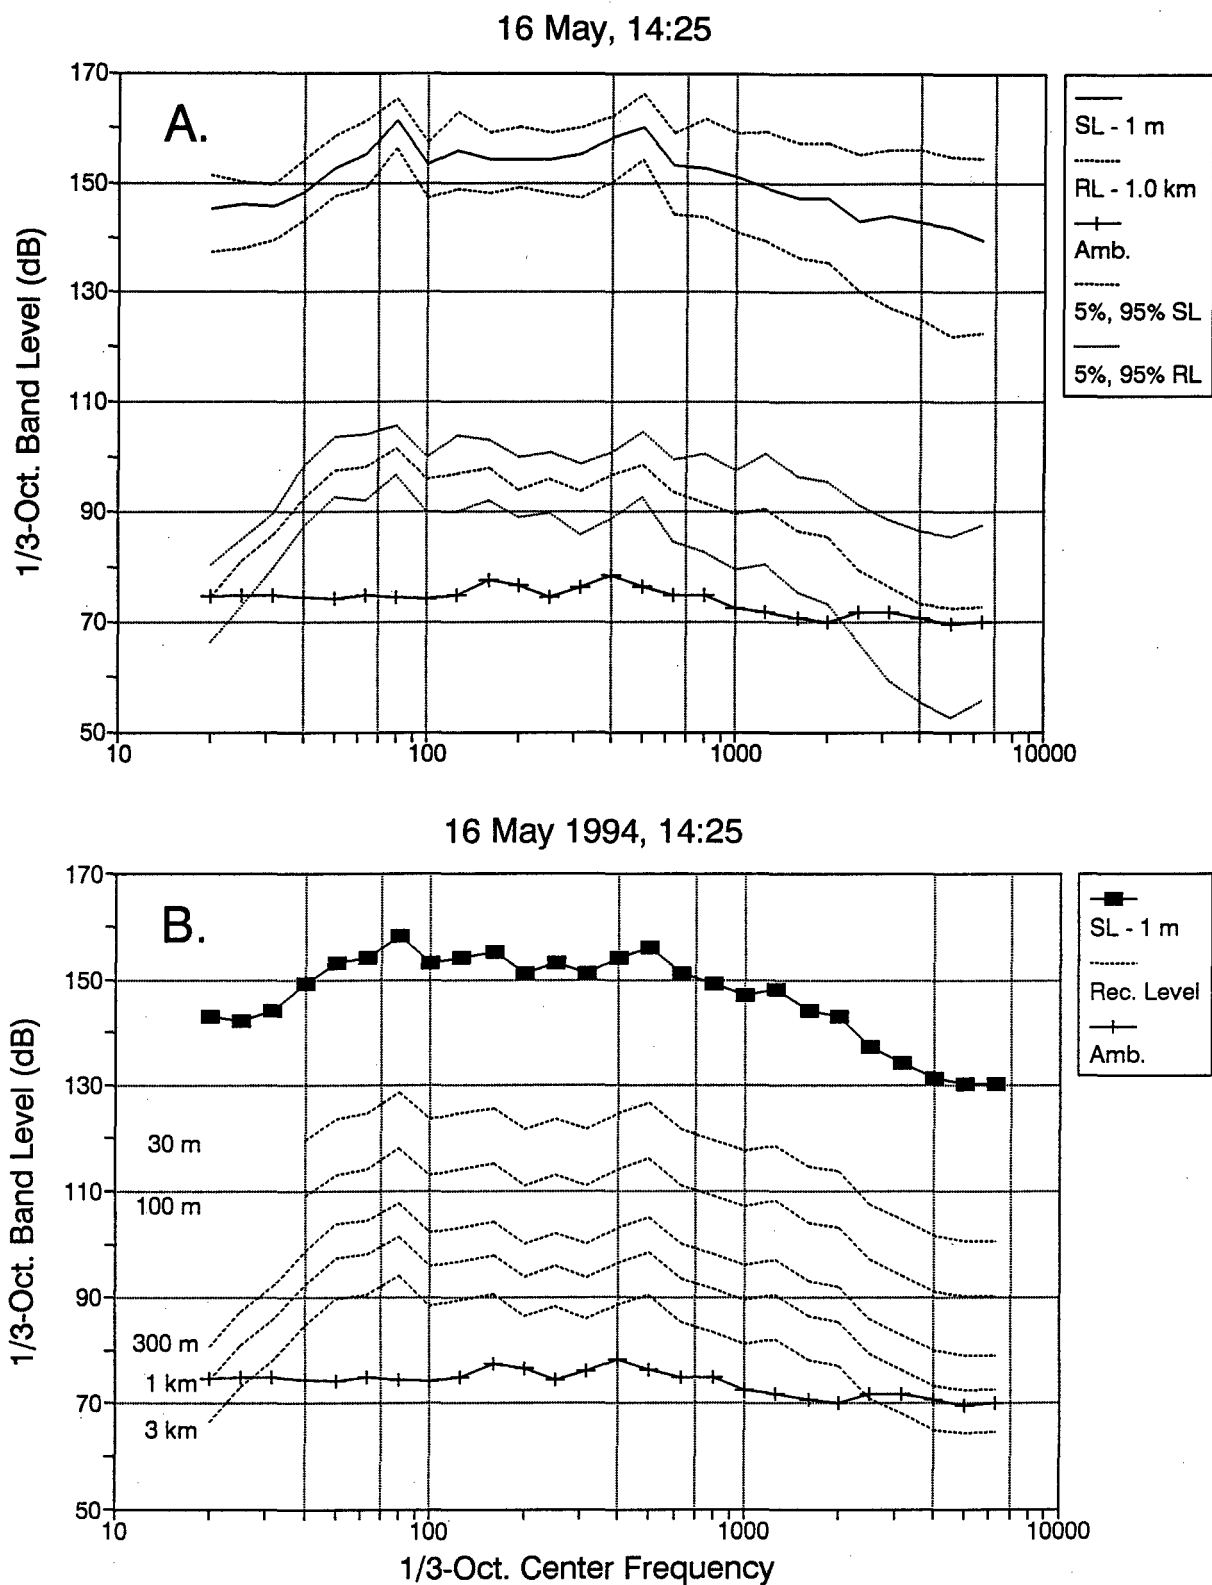 16 May, 14:25
170
150
130
110
90
70
50
10
100
1000
10000
1/3-Oct. Band Level (dB)
A.
SL - 1 m
RL - 1.0 km
Amb.
5%, 95% SL
5%, 95% RL
16 May 1994, 14:25
170
150
130
110
90
70
50
10
100
1000
10000
1/3-Oct. Band Level (dB)
B.
30 m
100 m
300 m
1 km
3 km
SL - 1 m
Rec. Level
Amb.
1/3-Oct. Center Frequency